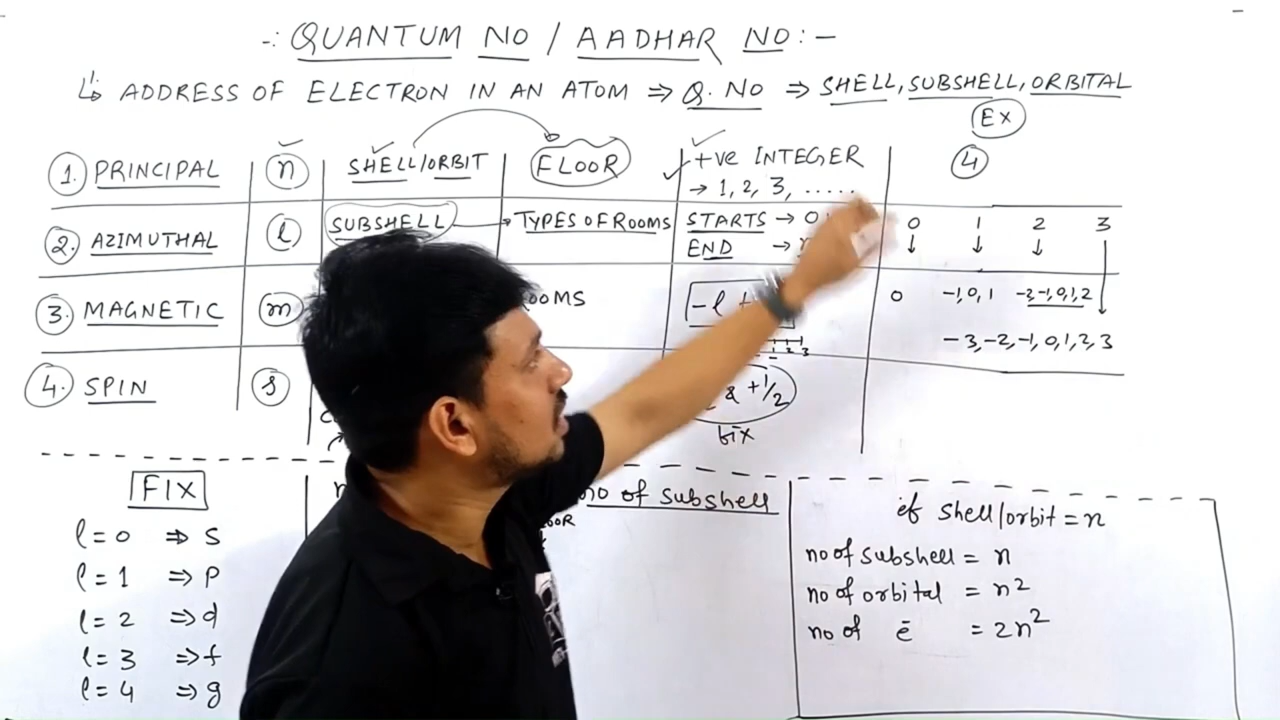 -: QUANTUM NO / AADHAR NO : -
↳ ADDRESS OF ELECTRON IN AN ATOM ⇒ Q. NO ⇒ SHELL, SUBSHELL, ORBITAL
Ex
1. PRINCIPAL n SHELL/ORBIT FLOOR +ve INTEGER 4
→ 1, 2, 3, .....
2. AZIMUTHAL l SUBSHELL → TYPES OF ROOMS STARTS → 0 0 1 2 3
END →
3. MAGNETIC m OOMS -l + 0 -1, 0, 1 -2,-1,0,1,2
-3,-2,-1,0,1,2,3
4. SPIN s & +1/2
fix
FIX
l = 0 ⇒ s
l = 1 ⇒ p
l = 2 ⇒ d
l = 3 ⇒ f
l = 4 ⇒ g
no of subshell
if shell/orbit = n
no of subshell = n
no of orbital = n²
no of ē = 2n²